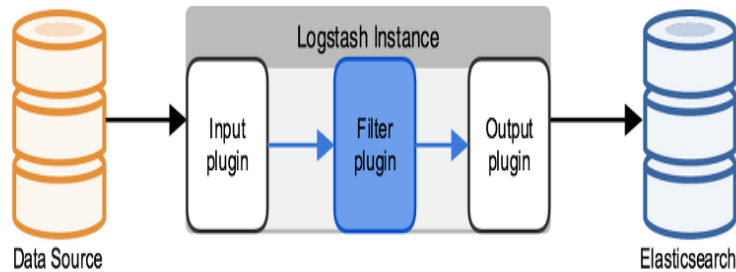 Logstash Instance
Input
plugin
Filter
plugin
Output
plugin
Data Source
Elasticsearch